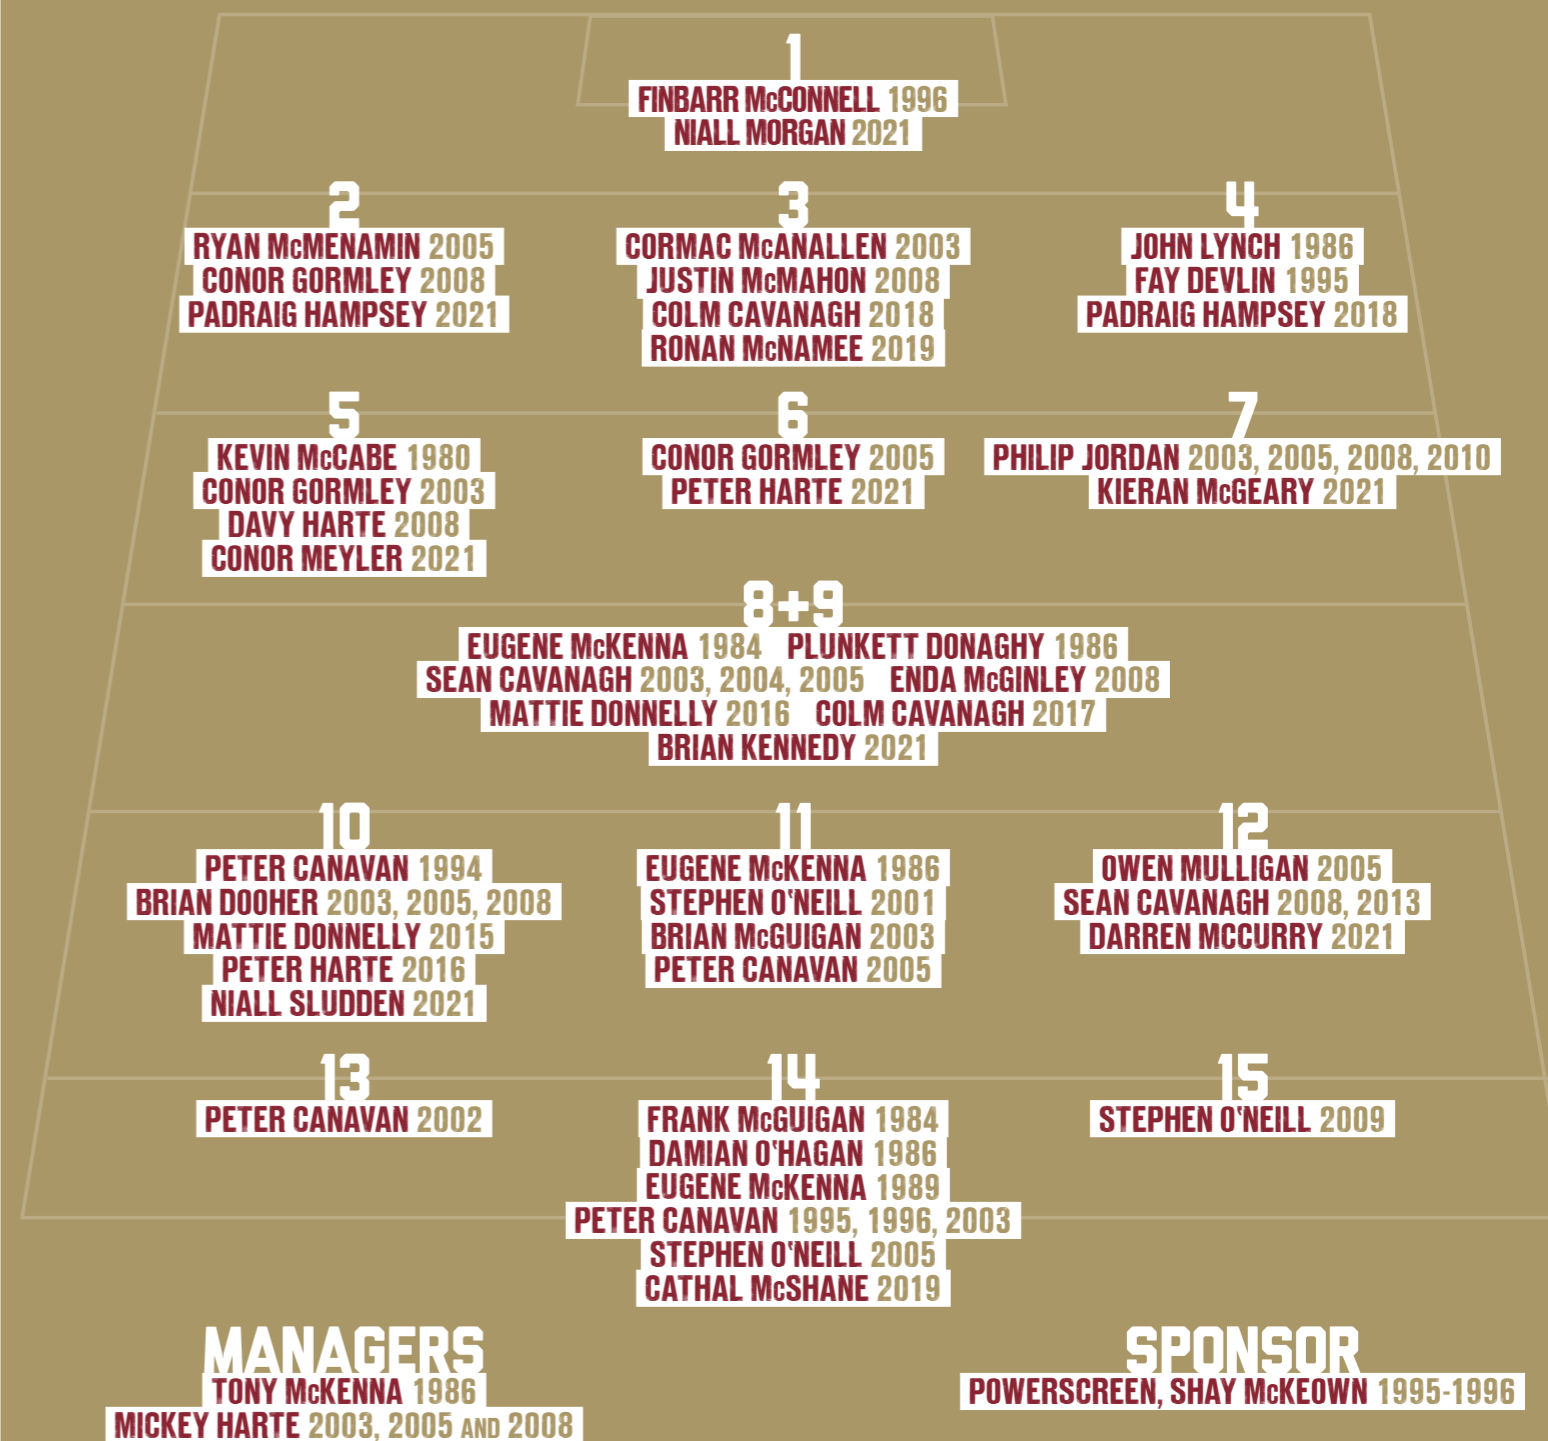 1
FINBARR McCONNELL 1996
NIALL MORGAN 2021
2
RYAN McMENAMIN 2005
CONOR GORMLEY 2008
PADRAIG HAMPSEY 2021
3
CORMAC McANALLEN 2003
JUSTIN McMAHON 2008
COLM CAVANAGH 2018
RONAN McNAMEE 2019
4
JOHN LYNCH 1986
FAY DEVLIN 1995
PADRAIG HAMPSEY 2018
5
KEVIN McCABE 1980
CONOR GORMLEY 2003
DAVY HARTE 2008
CONOR MEYLER 2021
6
CONOR GORMLEY 2005
PETER HARTE 2021
7
PHILIP JORDAN 2003, 2005, 2008, 2010
KIERAN McGEARY 2021
8+9
EUGENE McKENNA 1984 PLUNKETT DONAGHY 1986
SEAN CAVANAGH 2003, 2004, 2005 ENDA McGINLEY 2008
MATTIE DONNELLY 2016 COLM CAVANAGH 2017
BRIAN KENNEDY 2021
10
PETER CANAVAN 1994
BRIAN DOOHER 2003, 2005, 2008
MATTIE DONNELLY 2015
PETER HARTE 2016
NIALL SLUDDEN 2021
11
EUGENE McKENNA 1986
STEPHEN O‘NEILL 2001
BRIAN McGUIGAN 2003
PETER CANAVAN 2005
12
OWEN MULLIGAN 2005
SEAN CAVANAGH 2008, 2013
DARREN MCCURRY 2021
13
PETER CANAVAN 2002
14
FRANK McGUIGAN 1984
DAMIAN O‘HAGAN 1986
EUGENE McKENNA 1989
PETER CANAVAN 1995, 1996, 2003
STEPHEN O‘NEILL 2005
CATHAL McSHANE 2019
15
STEPHEN O‘NEILL 2009
MANAGERS
TONY McKENNA 1986
MICKEY HARTE 2003, 2005 AND 2008
SPONSOR
POWERSCREEN, SHAY McKEOWN 1995-1996